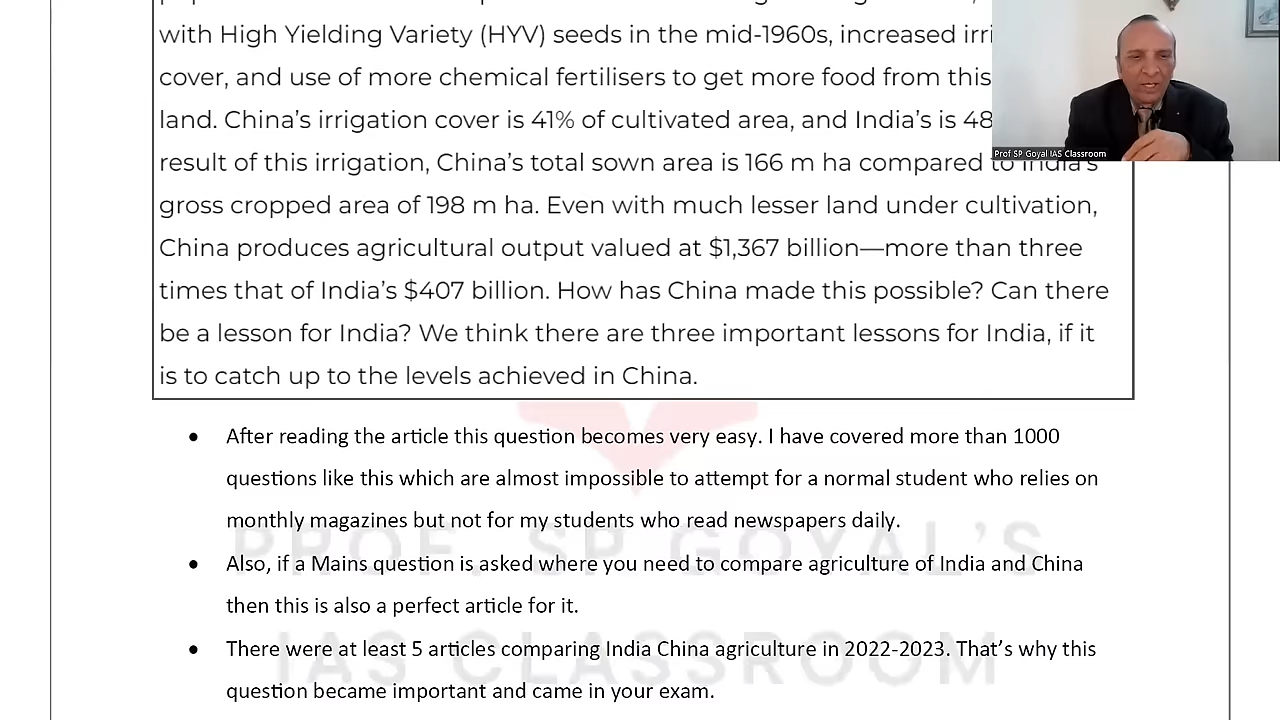 with High Yielding Variety (HYV) seeds in the mid-1960s, increased
cover, and use of more chemical fertilisers to get more food from this
land. China’s irrigation cover is 41% of cultivated area, and India’s is 48
result of this irrigation, China’s total sown area is 166 m ha compared to India’s
gross cropped area of 198 m ha. Even with much lesser land under cultivation,
China produces agricultural output valued at $1,367 billion—more than three
times that of India’s $407 billion. How has China made this possible? Can there
be a lesson for India? We think there are three important lessons for India, if it
is to catch up to the levels achieved in China.
Prof SP Goyal IAS Classroom
• After reading the article this question becomes very easy. I have covered more than 1000
questions like this which are almost impossible to attempt for a normal student who relies on
monthly magazines but not for my students who read newspapers daily.
• Also, if a Mains question is asked where you need to compare agriculture of India and China
then this is also a perfect article for it.
• There were at least 5 articles comparing India China agriculture in 2022-2023. That’s why this
question became important and came in your exam.
PROF. SP GOYAL’S
IAS CLASSROOM